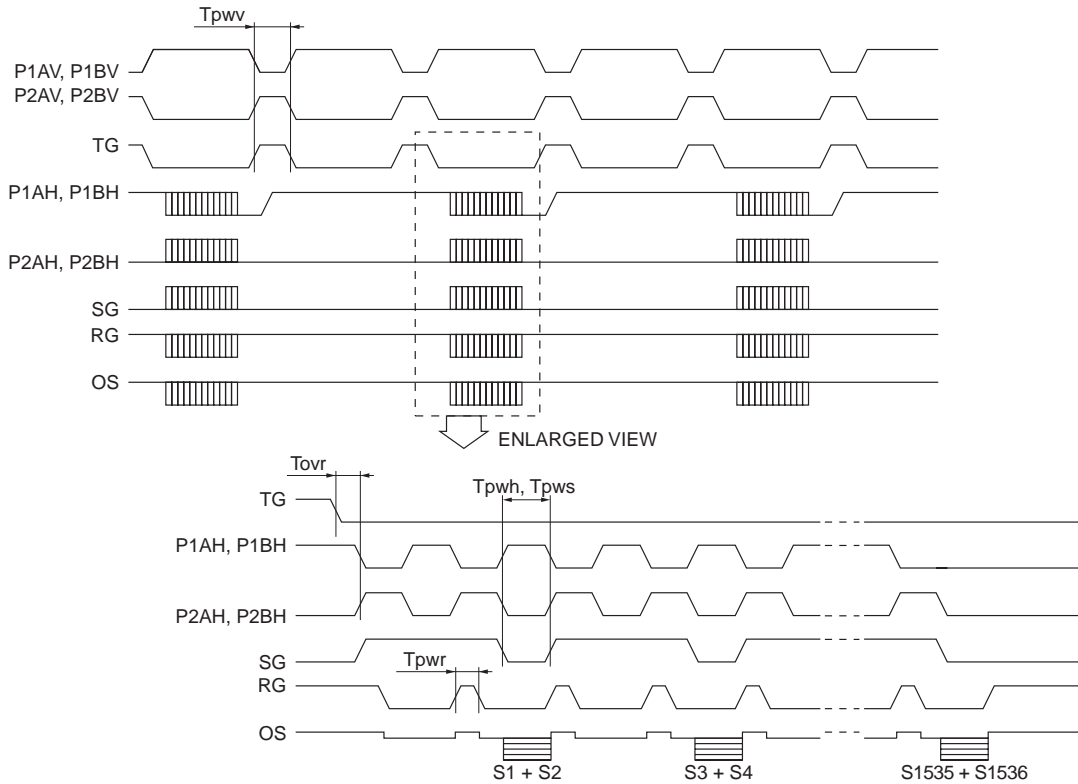 Tpwv
P1AV, P1BV
P2AV, P2BV
TG
P1AH, P1BH
P2AH, P2BH
SG
RG
OS
ENLARGED VIEW
Tovr
Tpwh, Tpws
TG
P1AH, P1BH
P2AH, P2BH
SG
Tpwr
RG
OS
S1 + S2
S3 + S4
S1535 + S1536